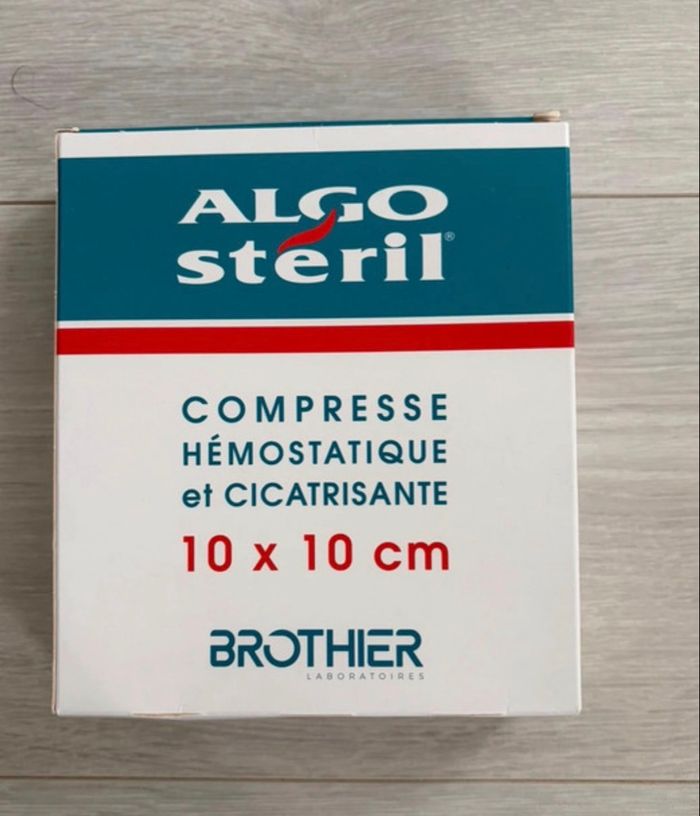 ALGO
stéril®
COMPRESSE
HÉMOSTATIQUE
et CICATRISANTE
10 x 10 cm
BROTHIER
LABORATOIRES